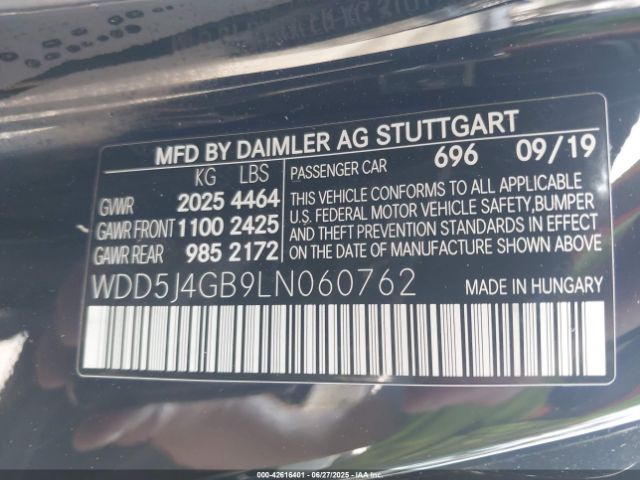 MFD BY DAIMLER AG STUTTGART
KG LBS
PASSENGER CAR 696 09/19
GVWR 2025 4464
GAWR FRONT 1100 2425
GAWR REAR 985 2172
THIS VEHICLE CONFORMS TO ALL APPLICABLE
U.S. FEDERAL MOTOR VEHICLE SAFETY,BUMPER
AND THEFT PREVENTION STANDARDS IN EFFECT
ON THE DATE OF MANUFACTURE SHOWN ABOVE.
WDD5J4GB9LN060762
MADE IN HUNGARY
000-42616401 - 06/27/2025 - IAAI.COM